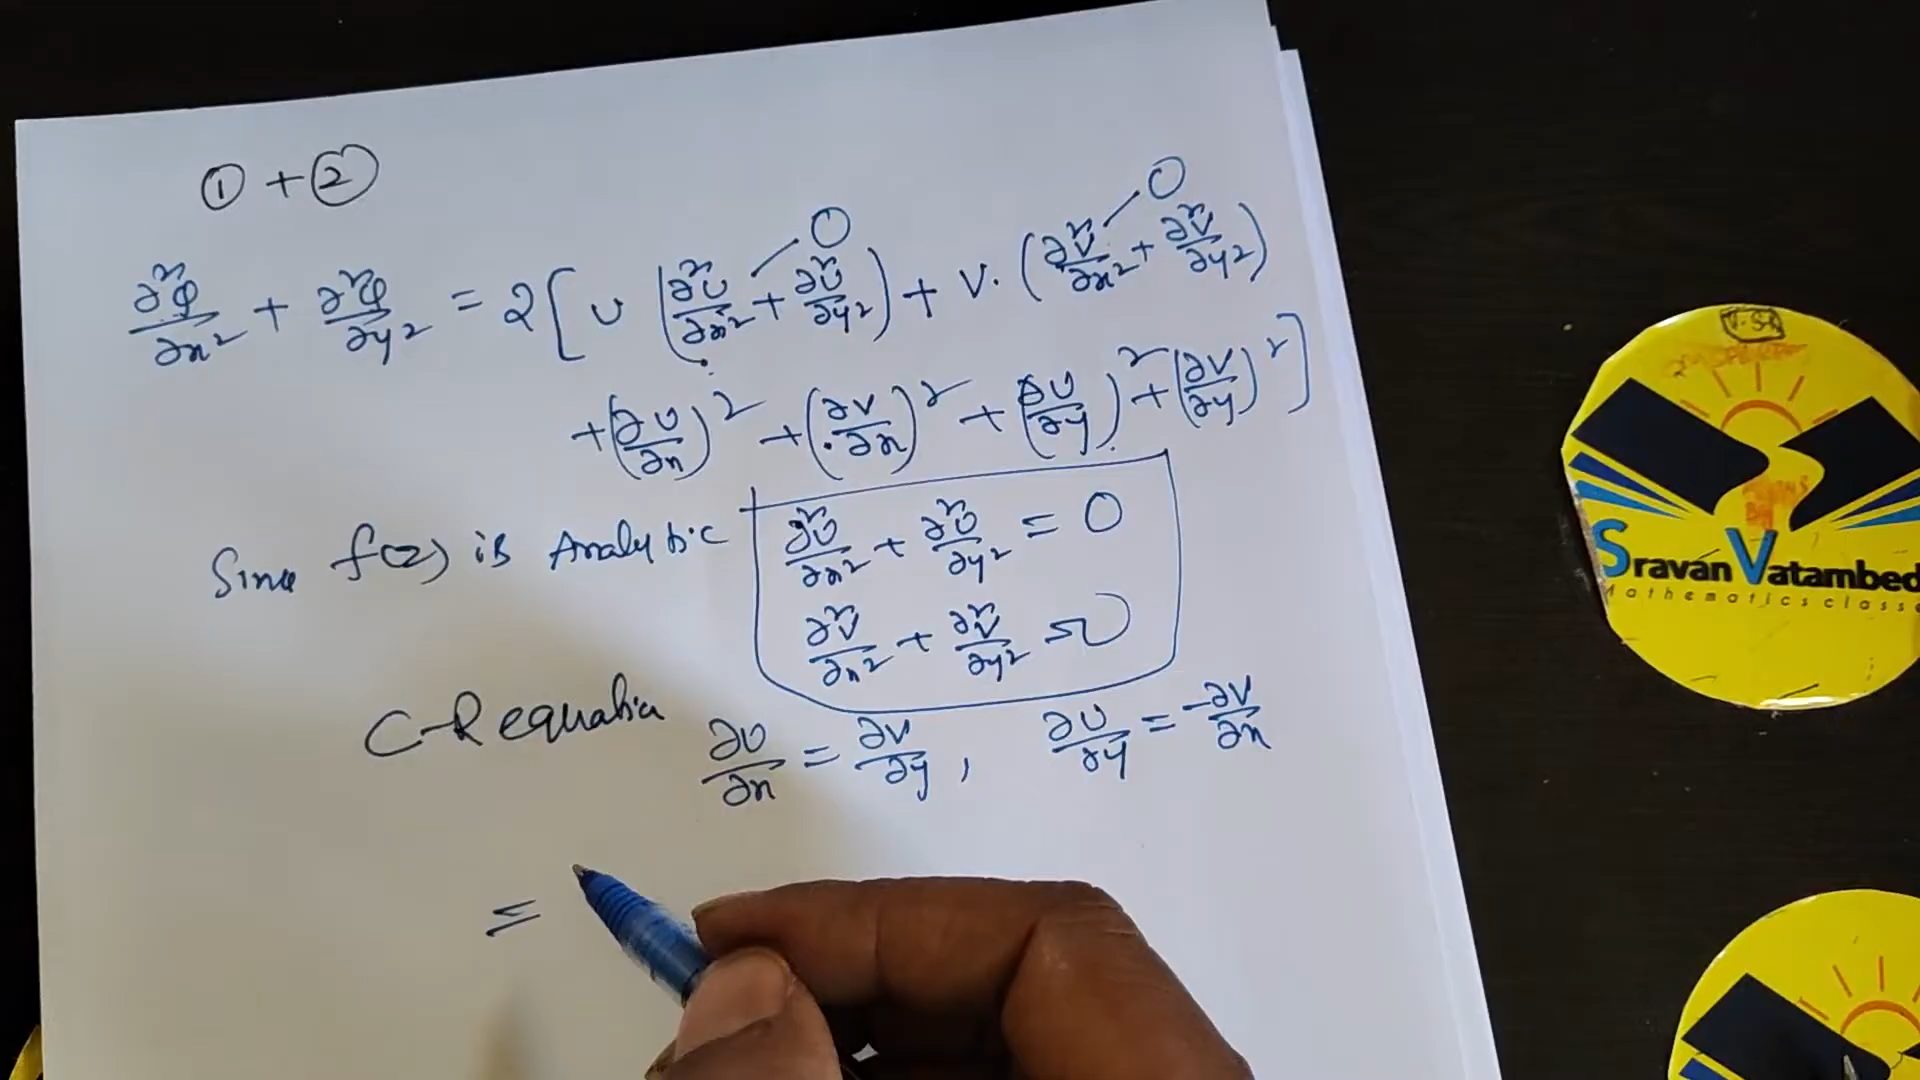 ① + ②
∂²φ/∂x² + ∂²φ/∂y² = 2[ u (∂²u/∂x² + ∂²u/∂y²) + v. (∂²v/∂x² + ∂²v/∂y²)
0
0
+ (∂u/∂x)² + (∂v/∂x)² + (∂u/∂y)² + (∂v/∂y)² ]
Since f(z) is Analytic
∂²u/∂x² + ∂²u/∂y² = 0
∂²v/∂x² + ∂²v/∂y² = 0
C-R equation ∂u/∂x = ∂v/∂y , ∂u/∂y = -∂v/∂x
=
V.S.R
Sravan Vatambed
Mathematics classe